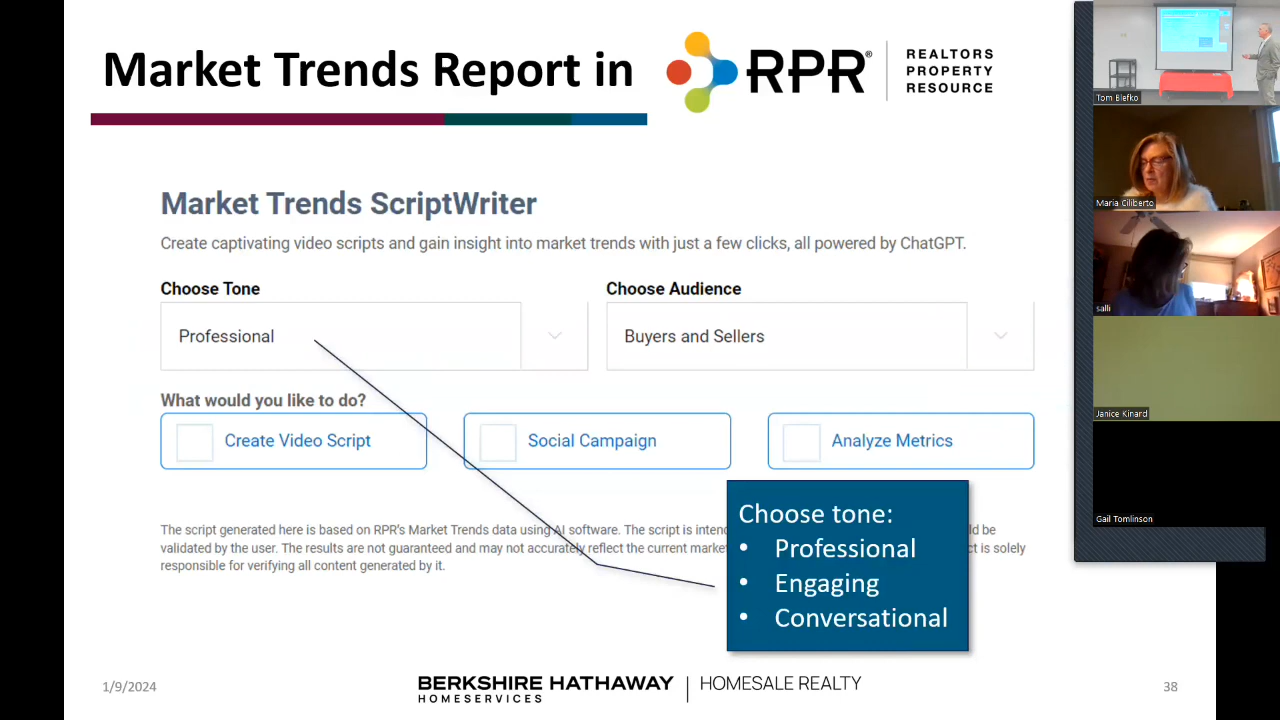 Market Trends Report in
RPR®
REALTORS
PROPERTY
RESOURCE
Market Trends ScriptWriter
Create captivating video scripts and gain insight into market trends with just a few clicks, all powered by ChatGPT.
Choose Tone
Choose Audience
Professional
Buyers and Sellers
What would you like to do?
Create Video Script
Social Campaign
Analyze Metrics
The script generated here is based on RPR's Market Trends data using AI software. The script is ld be
validated by the user. The results are not guaranteed and may not accurately reflect the current ct is solely
responsible for verifying all content generated by it.
Choose tone:
• Professional
• Engaging
• Conversational
1/9/2024
BERKSHIRE HATHAWAY
HOMESERVICES
HOMESALE REALTY
38
Tom Blefko
Maria Ciliberto
salli
Janice Kinard
Gail Tomlinson